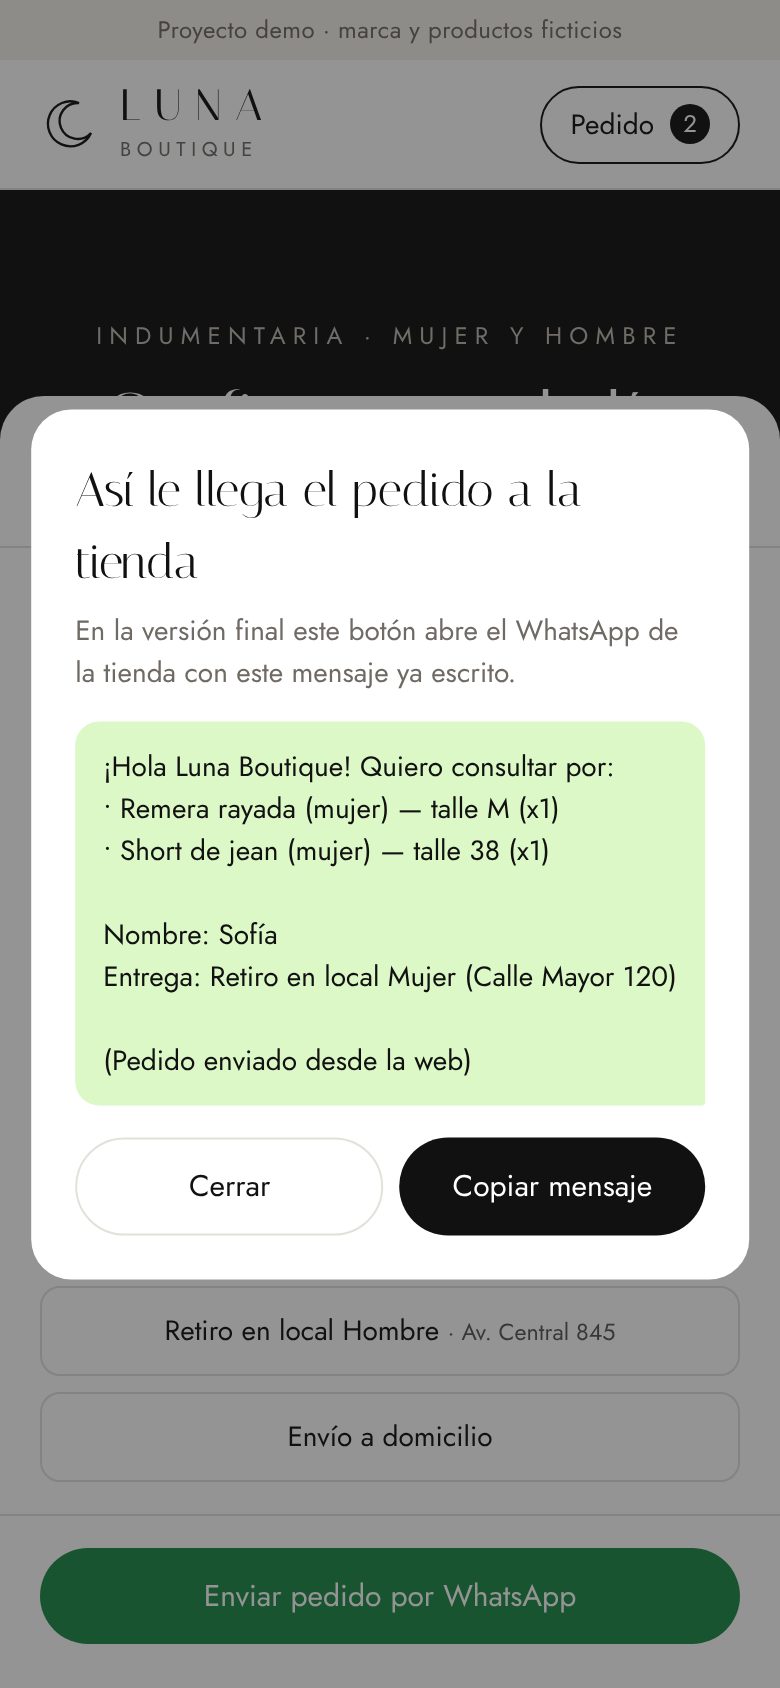 Proyecto demo · marca y productos ficticios
LUNA
BOUTIQUE
Pedido 2
INDUMENTARIA · MUJER Y HOMBRE
Así le llega el pedido a la
tienda
En la versión final este botón abre el WhatsApp de
la tienda con este mensaje ya escrito.
¡Hola Luna Boutique! Quiero consultar por:
· Remera rayada (mujer) — talle M (x1)
· Short de jean (mujer) — talle 38 (x1)
Nombre: Sofía
Entrega: Retiro en local Mujer (Calle Mayor 120)
(Pedido enviado desde la web)
Cerrar
Copiar mensaje
Retiro en local Hombre · Av. Central 845
Envío a domicilio
Enviar pedido por WhatsApp